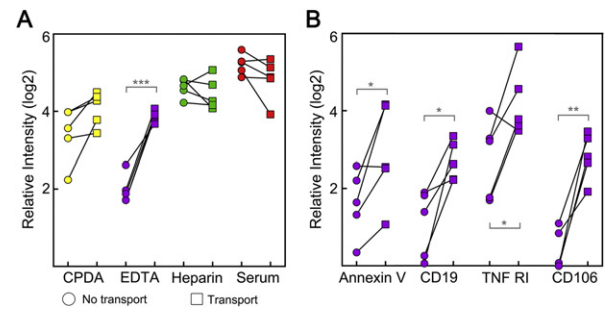 A
B
Relative Intensity (log2)
6
4
2
***
CPDA EDTA Heparin Serum
No transport Transport
Relative Intensity (log2)
6
4
2
*
*
*
**
Annexin V CD19 TNF RI CD106